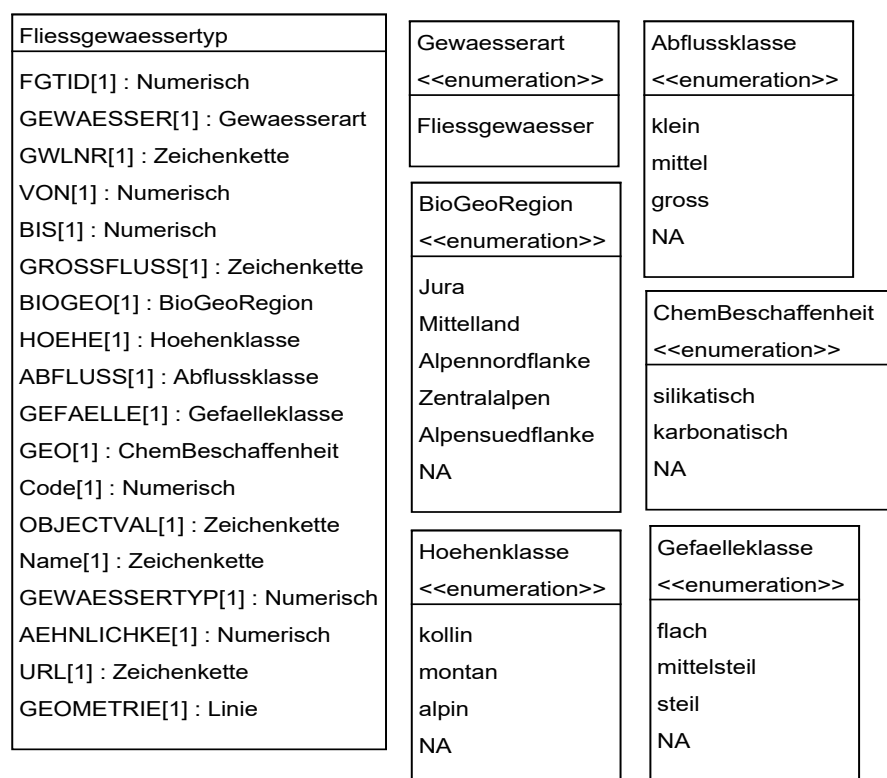 Fliessgewaessertyp
FGTID[1] : Numerisch
GEWAESSER[1] : Gewaesserart
GWLNR[1] : Zeichenkette
VON[1] : Numerisch
BIS[1] : Numerisch
GROSSFLUSS[1] : Zeichenkette
BIOGEO[1] : BioGeoRegion
HOEHE[1] : Hoehenklasse
ABFLUSS[1] : Abflussklasse
GEFAELLE[1] : Gefaelleklasse
GEO[1] : ChemBeschaffenheit
Code[1] : Numerisch
OBJECTVAL[1] : Zeichenkette
Name[1] : Zeichenkette
GEWAESSERTYP[1] : Numerisch
AEHNLICHKE[1] : Numerisch
URL[1] : Zeichenkette
GEOMETRIE[1] : Linie
Gewaesserart
<<enumeration>>
Fliessgewaesser
Abflussklasse
<<enumeration>>
klein
mittel
gross
NA
BioGeoRegion
<<enumeration>>
Jura
Mittelland
Alpennordflanke
Zentralalpen
Alpensuedflanke
NA
ChemBeschaffenheit
<<enumeration>>
silikatisch
karbonatisch
NA
Hoehenklasse
<<enumeration>>
kollin
montan
alpin
NA
Gefaelleklasse
<<enumeration>>
flach
mittelsteil
steil
NA